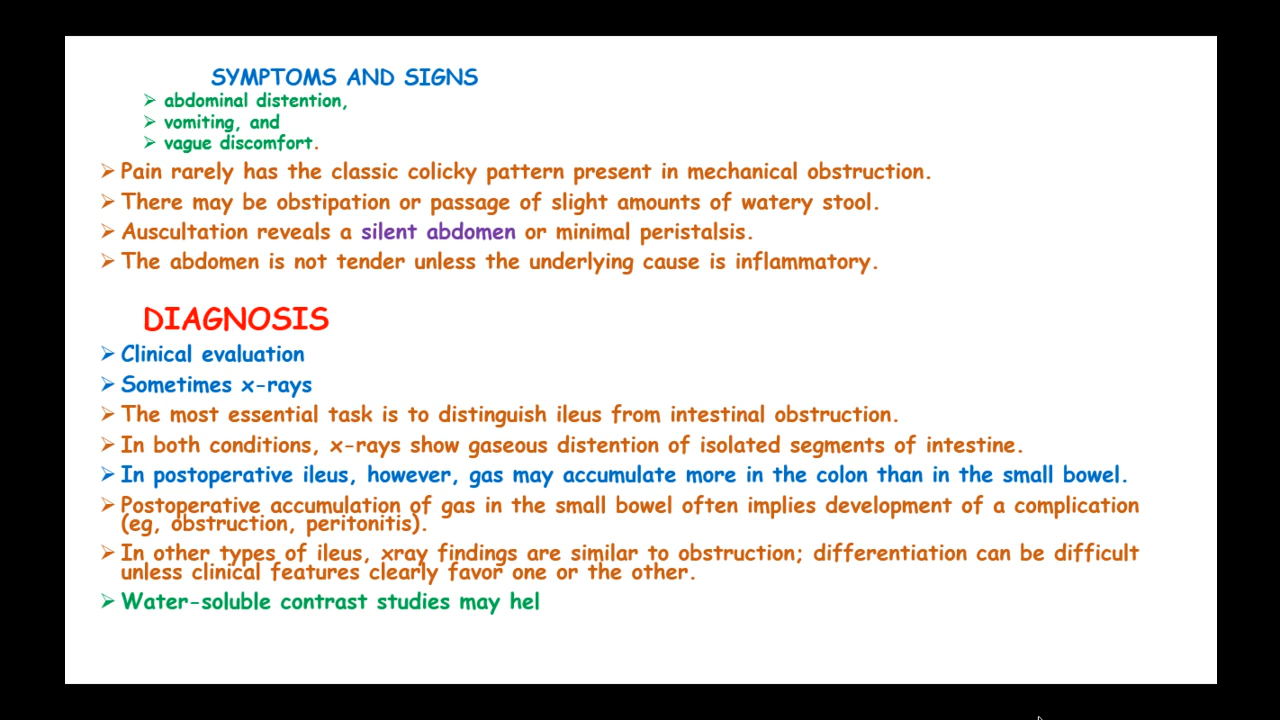 SYMPTOMS AND SIGNS
➢ abdominal distention,
➢ vomiting, and
➢ vague discomfort.
➢ Pain rarely has the classic colicky pattern present in mechanical obstruction.
➢ There may be obstipation or passage of slight amounts of watery stool.
➢ Auscultation reveals a silent abdomen or minimal peristalsis.
➢ The abdomen is not tender unless the underlying cause is inflammatory.
DIAGNOSIS
➢ Clinical evaluation
➢ Sometimes x-rays
➢ The most essential task is to distinguish ileus from intestinal obstruction.
➢ In both conditions, x-rays show gaseous distention of isolated segments of intestine.
➢ In postoperative ileus, however, gas may accumulate more in the colon than in the small bowel.
➢ Postoperative accumulation of gas in the small bowel often implies development of a complication
(eg, obstruction, peritonitis).
➢ In other types of ileus, xray findings are similar to obstruction; differentiation can be difficult
unless clinical features clearly favor one or the other.
➢ Water-soluble contrast studies may hel